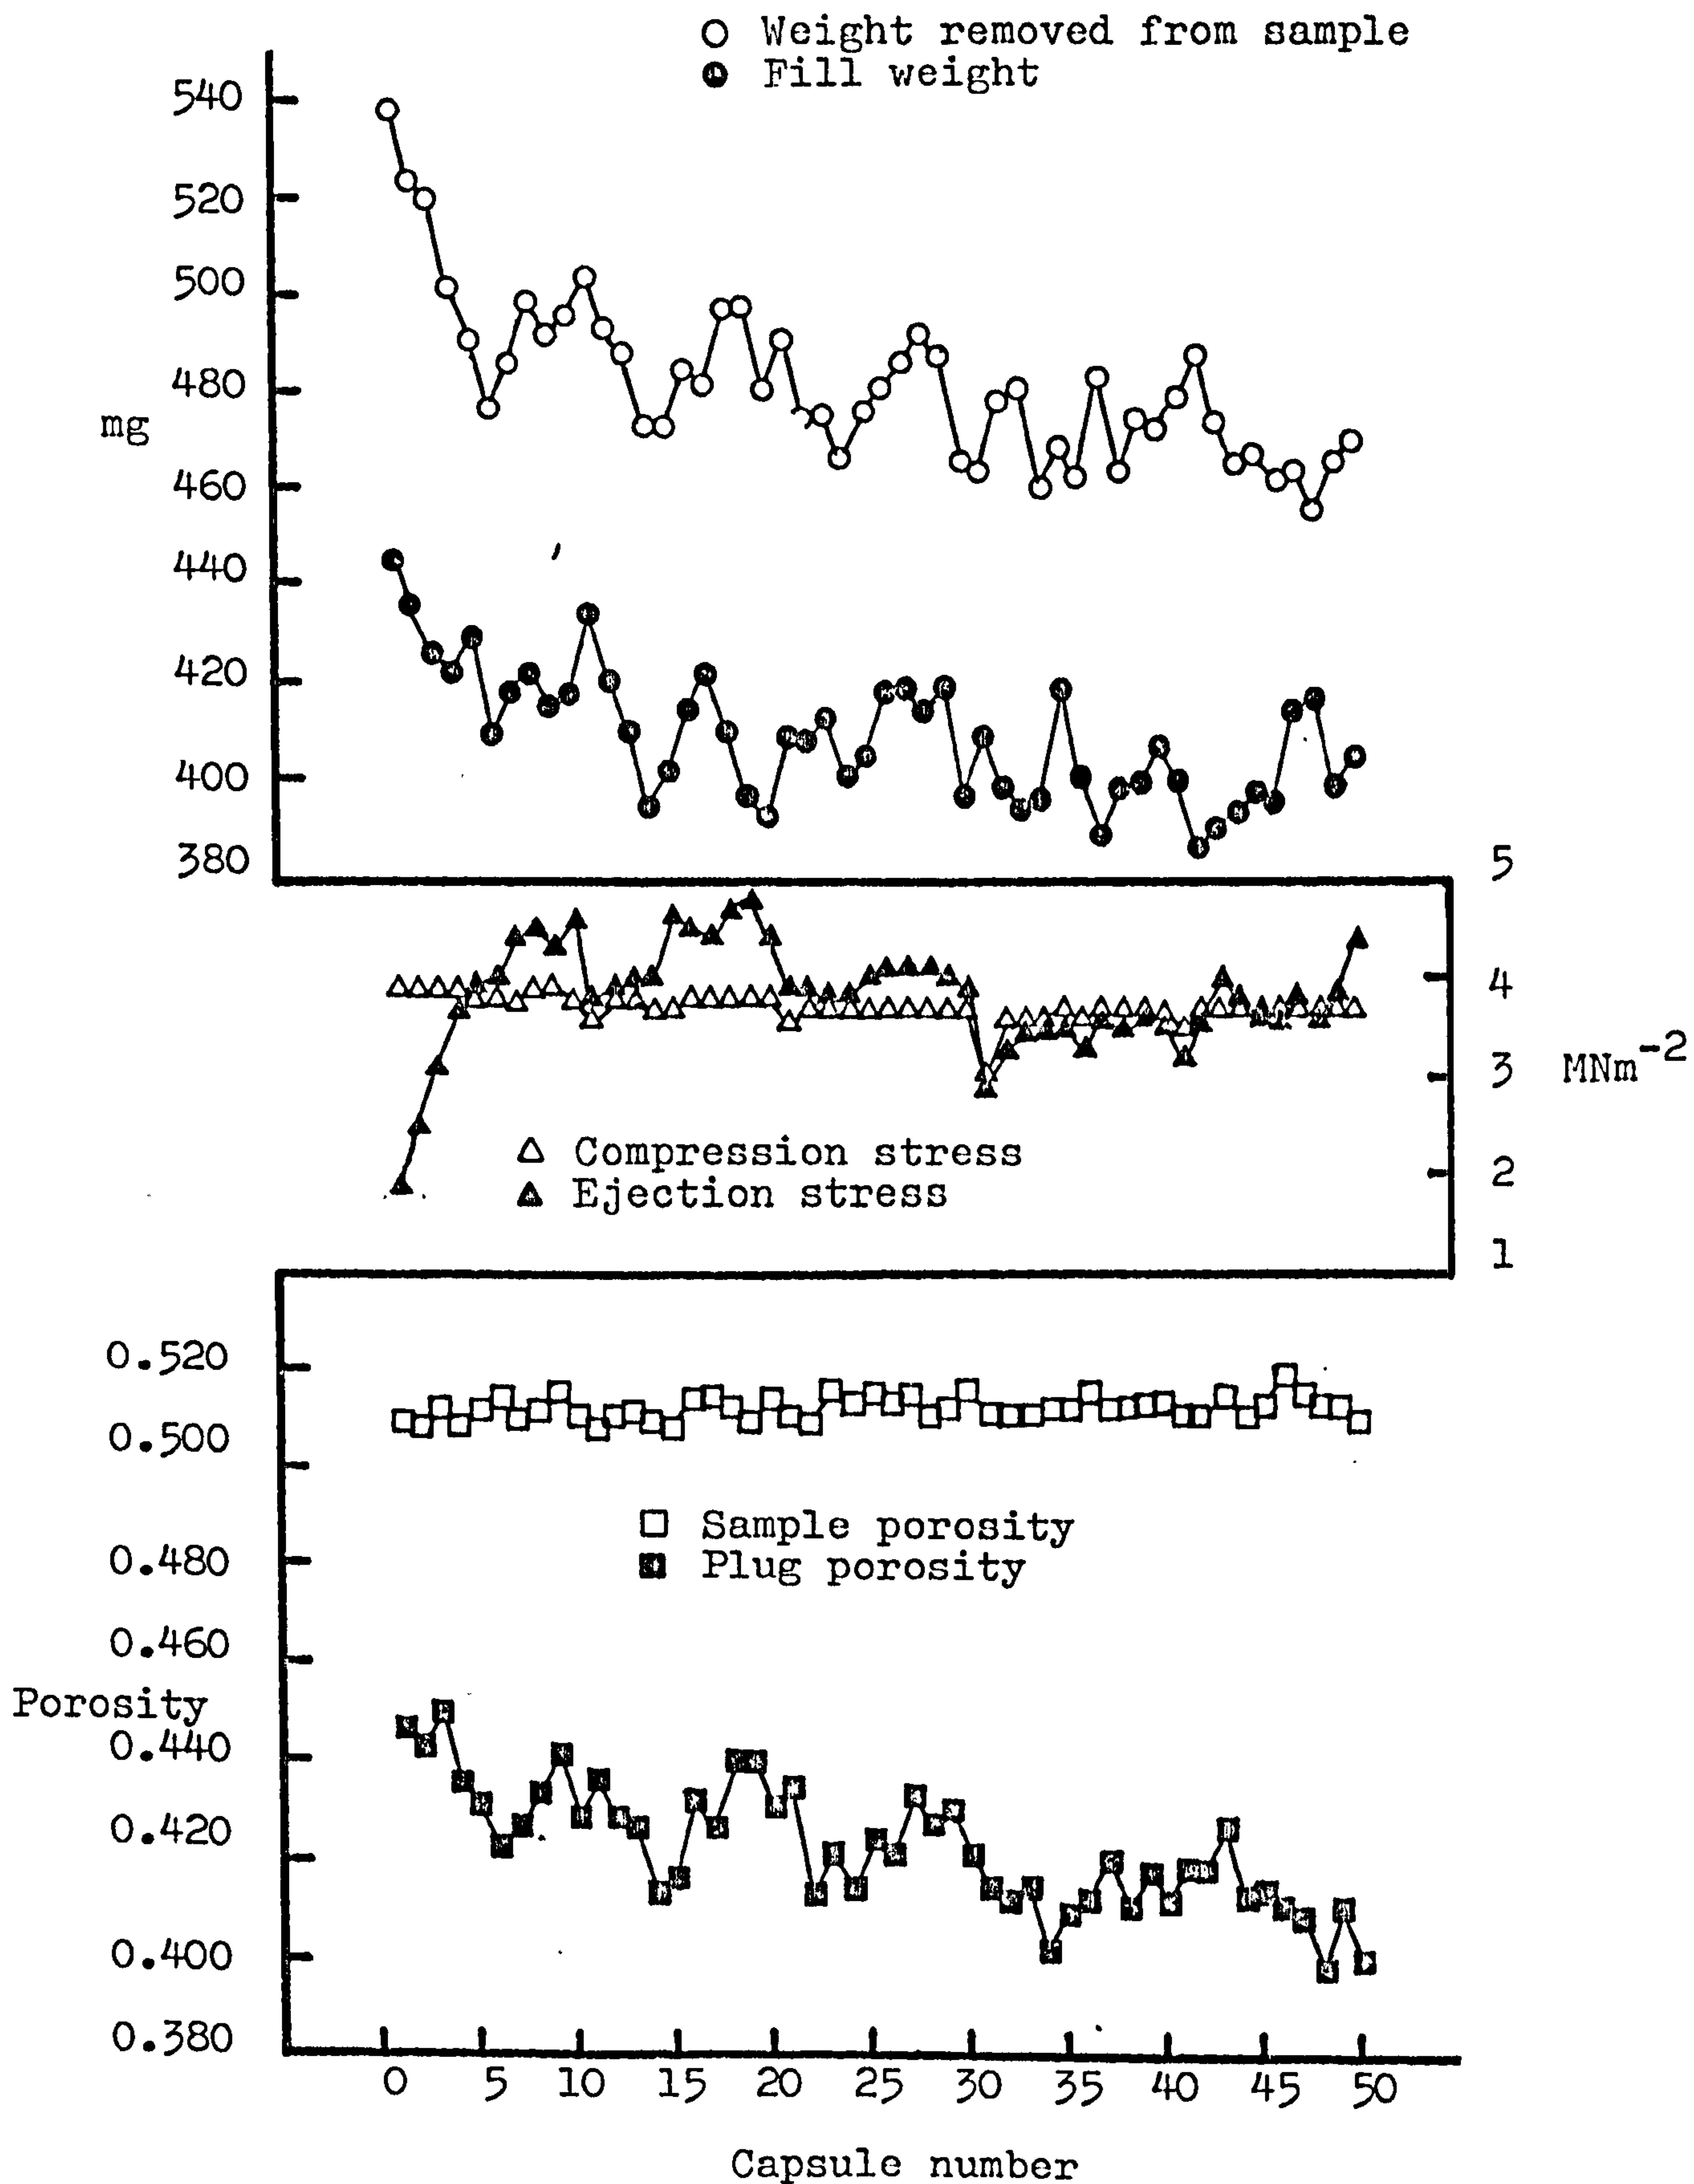 Weight removed from sample
Fill weight
540
520
500
480
mg
460
440
420
400
380
5
4
3
MNm-2
Compression stress
Ejection stress
2
1
0.520
0.500
Sample porosity
Plug porosity
0.480
0.460
Porosity
0.440
0.420
0.400
0.380
0 5 10 15 20 25 30 35 40 45 50
Capsule number